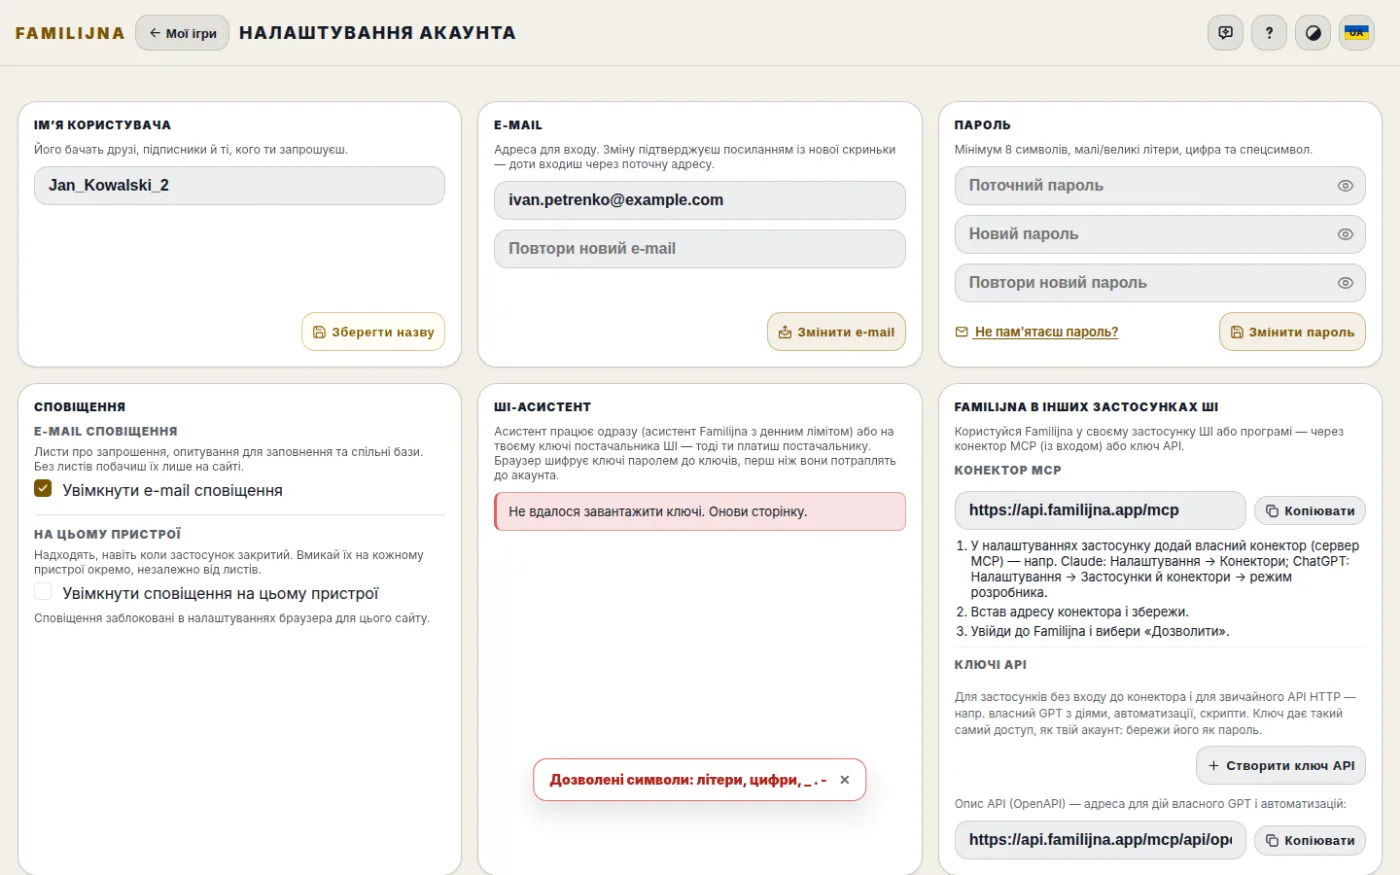 FAMILIJNA
← Мої ігри
НАЛАШТУВАННЯ АКАУНТА
?
UA
ІМ’Я КОРИСТУВАЧА
Його бачать друзі, підписники й ті, кого ти запрошуєш.
Jan_Kowalski_2
Зберегти назву
E-MAIL
Адреса для входу. Зміну підтверджуєш посиланням із нової скриньки
— доти входиш через поточну адресу.
ivan.petrenko@example.com
Повтори новий e-mail
Змінити e-mail
ПАРОЛЬ
Мінімум 8 символів, малі/великі літери, цифра та спецсимвол.
Поточний пароль
Новий пароль
Повтори новий пароль
Не пам'ятаєш пароль?
Змінити пароль
СПОВІЩЕННЯ
E-MAIL СПОВІЩЕННЯ
Листи про запрошення, опитування для заповнення та спільні бази.
Без листів побачиш їх лише на сайті.
Увімкнути e-mail сповіщення
НА ЦЬОМУ ПРИСТРОЇ
Надходять, навіть коли застосунок закритий. Вмикай їх на кожному
пристрої окремо, незалежно від листів.
Увімкнути сповіщення на цьому пристрої
Сповіщення заблоковані в налаштуваннях браузера для цього сайту.
ШІ-АСИСТЕНТ
Асистент працює одразу (асистент Familijna з денним лімітом) або на
твоєму ключі постачальника ШІ — тоді ти платиш постачальнику.
Браузер шифрує ключі паролем до ключів, перш ніж вони потраплять
до акаунта.
Не вдалося завантажити ключі. Онови сторінку.
Дозволені символи: літери, цифри, _ . - ✕
FAMILIJNA В ІНШИХ ЗАСТОСУНКАХ ШІ
Користуйся Familijna у своєму застосунку ШІ або програмі — через
конектор MCP (із входом) або ключ API.
КОНЕКТОР MCP
https://api.familijna.app/mcp
Копіювати
1. У налаштуваннях застосунку додай власний конектор (сервер
MCP) — напр. Claude: Налаштування → Конектори; ChatGPT:
Налаштування → Застосунки й конектори → режим
розробника.
2. Встав адресу конектора і збережи.
3. Увійди до Familijna і вибери «Дозволити».
КЛЮЧІ API
Для застосунків без входу до конектора і для звичайного API HTTP —
напр. власний GPT з діями, автоматизації, скрипти. Ключ дає такий
самий доступ, як твій акаунт: бережи його як пароль.
+ Створити ключ API
Опис API (OpenAPI) — адреса для дій власного GPT і автоматизацій:
https://api.familijna.app/mcp/api/ope
Копіювати